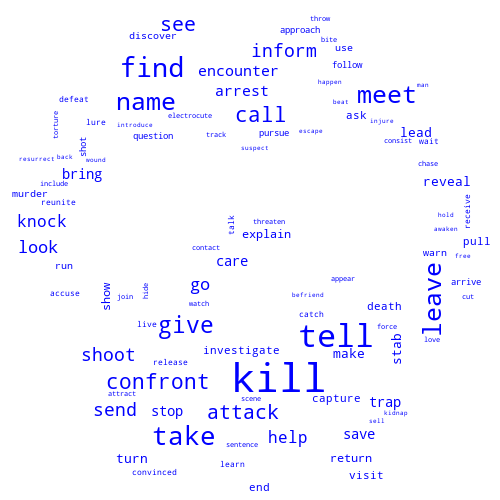 throw
see
approach
discover
bite
inform
use
find
encounter
follow
happen
arrest
meet
man
name
defeat
beat
call
electrocute
ask
torture
lure
introduce
injure
question
track
pursue
escape
lead
consist
wait
shot
suspect
resurrect
back
wound
chase
bring
include
reveal
murder
reunite
receive
hold
knock
talk
threaten
awaken
explain
pull
look
contact
warn
free
care
run
appear
go
leave
arrive
accuse
show
join
hide
befriend
cut
watch
death
give
live
catch
tell
force
stab
love
shoot
investigate
make
release
kill
confront
attract
scene
capture
trap
send
stop
attack
kidnap
sell
take
help
save
sentence
turn
learn
return
convinced
visit
end